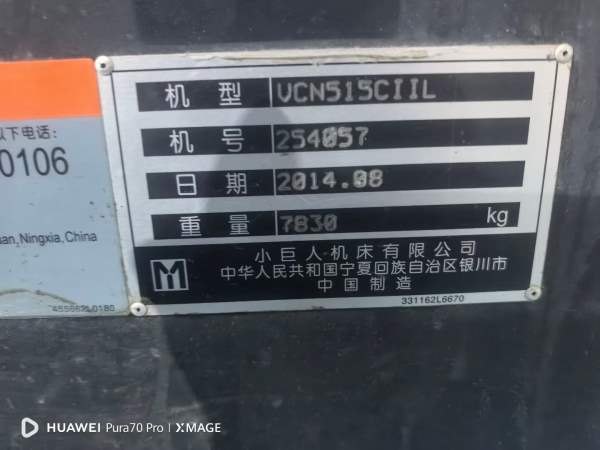 以下电话:
0106
an, Ningxia, China
455662L0180
机型 VCN515CIIL
机号 254057
日期 2014.08
重量 7830 kg
小巨人机床有限公司
中华人民共和国宁夏回族自治区银川市
中国制造
331162L6670
HUAWEI Pura70 Pro | XMAGE